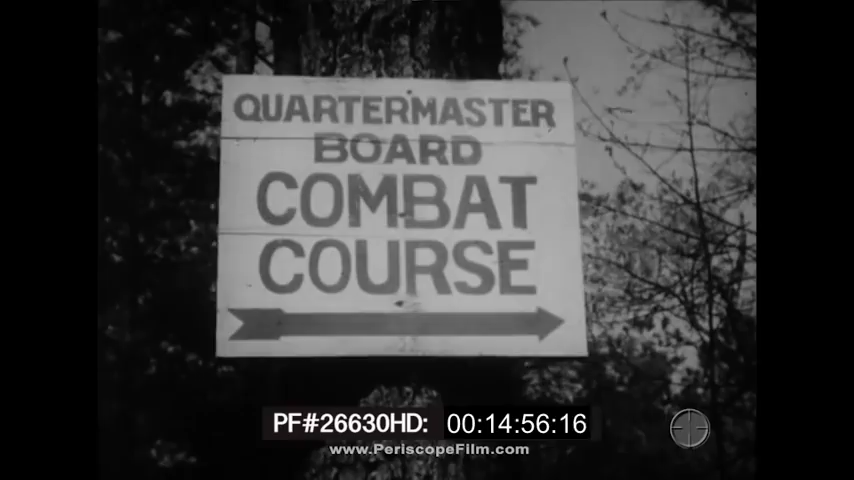 QUARTERMASTER
BOARD
COMBAT
COURSE
PF#26630HD: 00:14:56:16
www.PeriscopeFilm.com